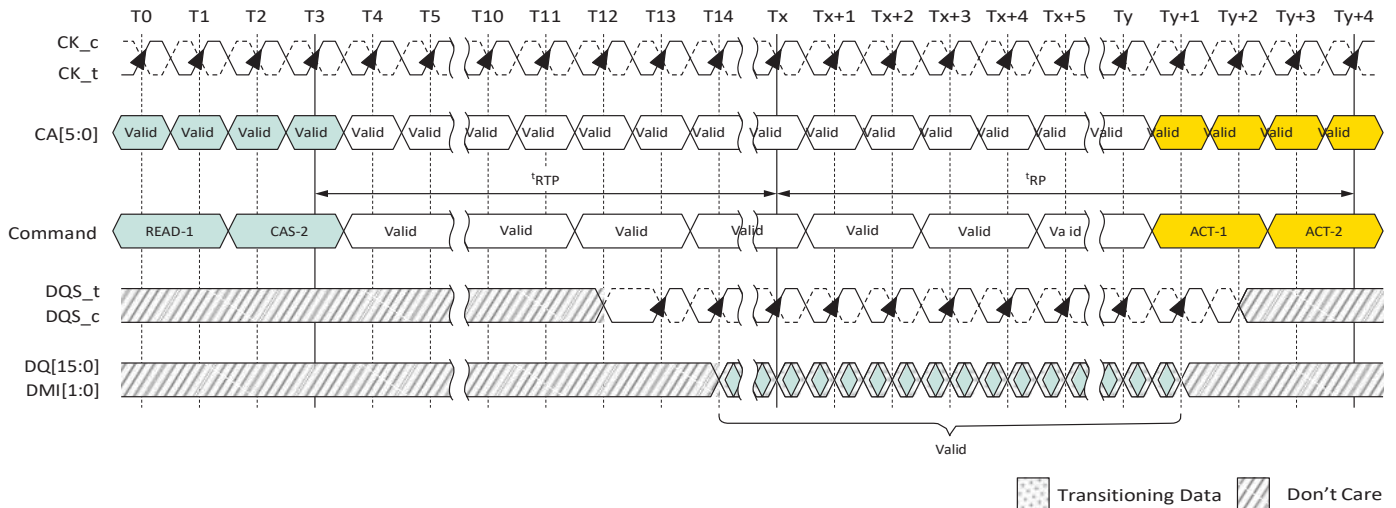 T0 T1 T2 T3 T4 T5 T10 T11 T12 T13 T14 Tx Tx+1 Tx+2 Tx+3 Tx+4 Tx+5 Ty Ty+1 Ty+2 Ty+3 Ty+4
CK_c
CK_t
CA[5:0] Valid Valid Valid Valid Valid Valid Valid Valid Valid Valid Valid Valid Valid Valid Valid Valid Valid Valid Valid Valid Valid Valid
tRTP tRP
Command READ-1 CAS-2 Valid Valid Valid Valid Valid Valid Va id ACT-1 ACT-2
DQS_t
DQS_c
DQ[15:0]
DMI[1:0]
Valid
Transitioning Data Don't Care